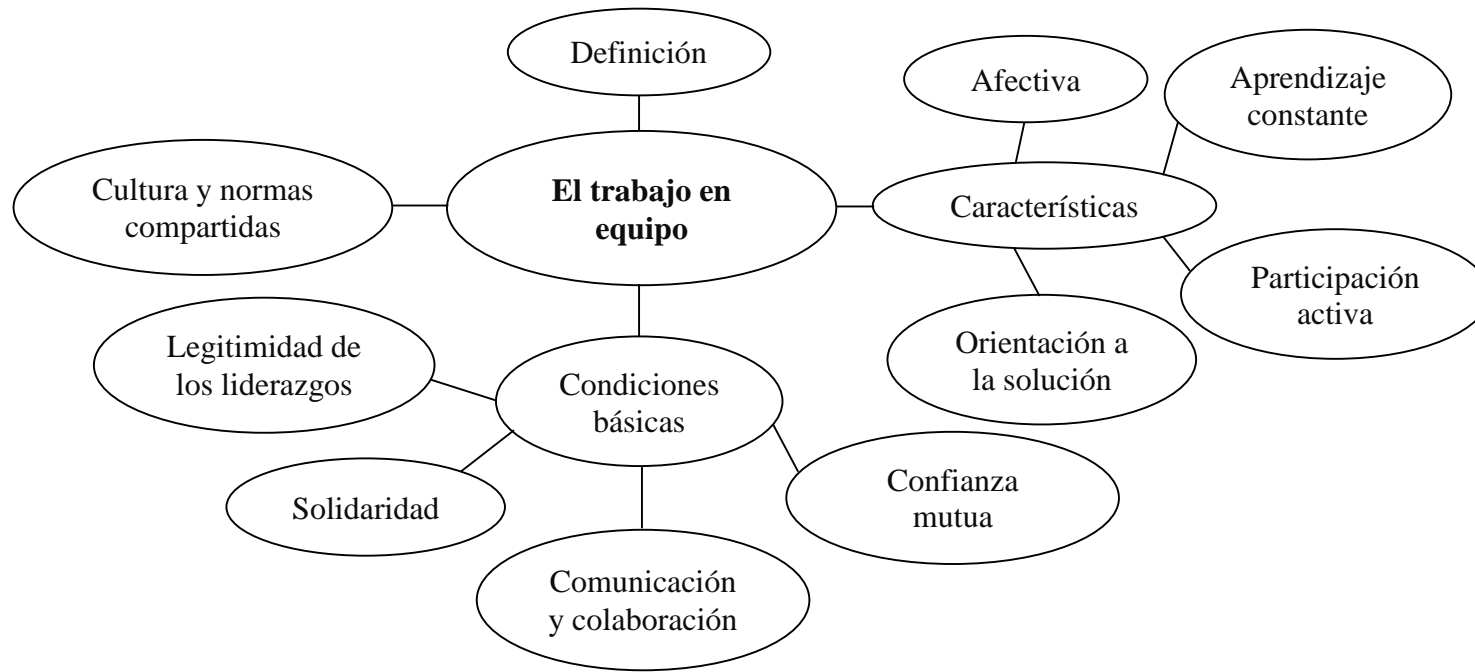 Definición
Afectiva
Aprendizaje
constante
Cultura y normas
compartidas
El trabajo en
equipo
Características
Participación
activa
Legitimidad de
los liderazgos
Condiciones
básicas
Orientación a
la solución
Solidaridad
Confianza
mutua
Comunicación
y colaboración